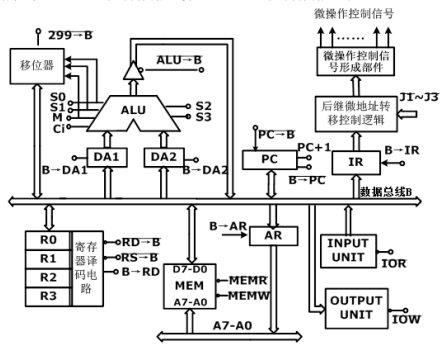 微操作控制信号
299→B
移位器
ALU→B
微操作控制信
号形成部件
S0
S1
M
Ci
ALU
S2
S3
后继微地址转
移控制逻辑
J1~J3
PC→B
PC+1
B→IR
B→DA1
DA1
DA2
B→DA2
PC
B→PC
IR
数据总线B
R0
R1
R2
R3
寄存
器译
码电
路
RD→B
RS→B
B→RD
D7-D0
MEM
A7-A0
MEMR
MEMW
B→AR
AR
INPUT
UNIT
IOR
OUTPUT
UNIT
IOW
A7-A0